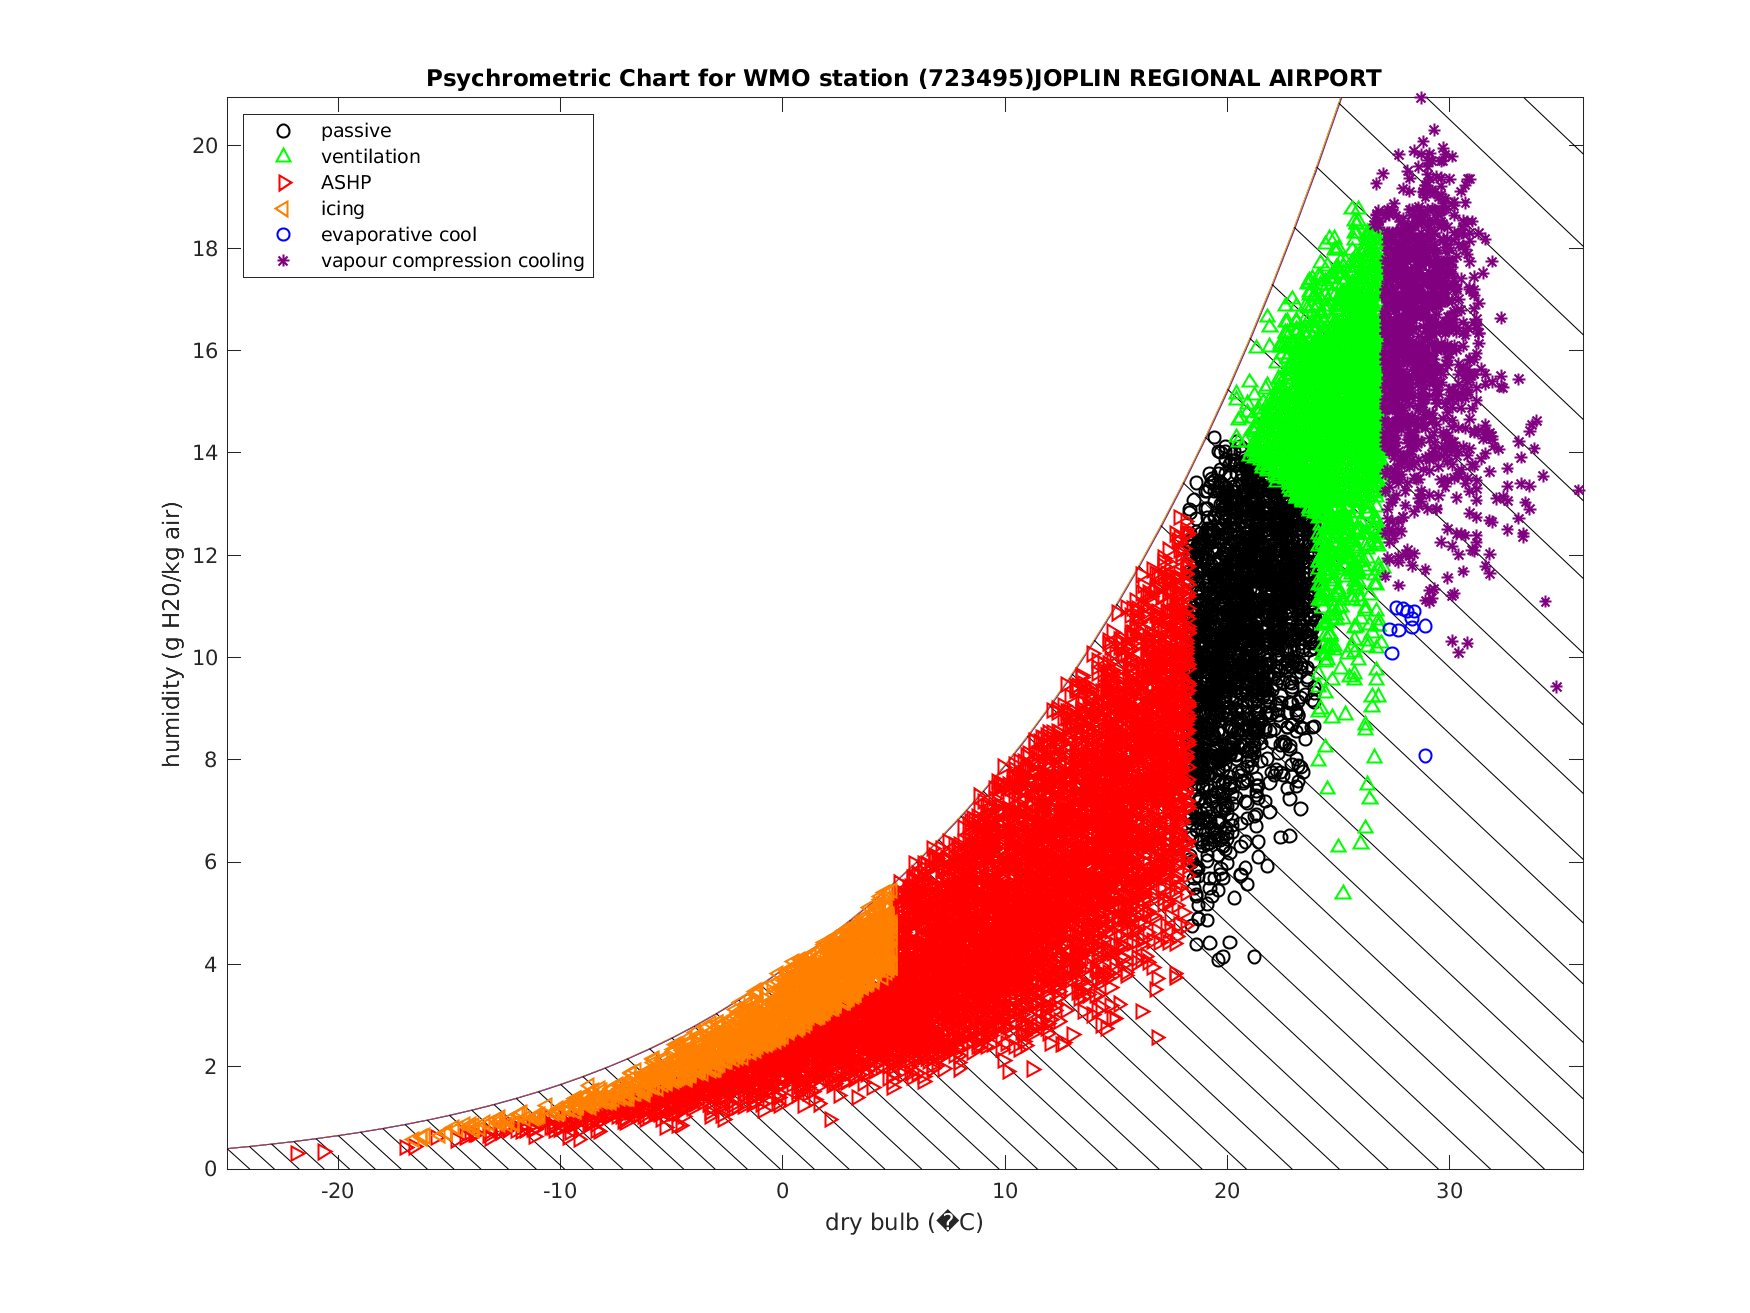 Psychrometric Chart for WMO station (723495)JOPLIN REGIONAL AIRPORT
passive
ventilation
ASHP
icing
evaporative cool
vapour compression cooling
humidity (g H20/kg air)
20
18
16
14
12
10
8
6
4
2
0
-20 -10 0 10 20 30
dry bulb (�C)